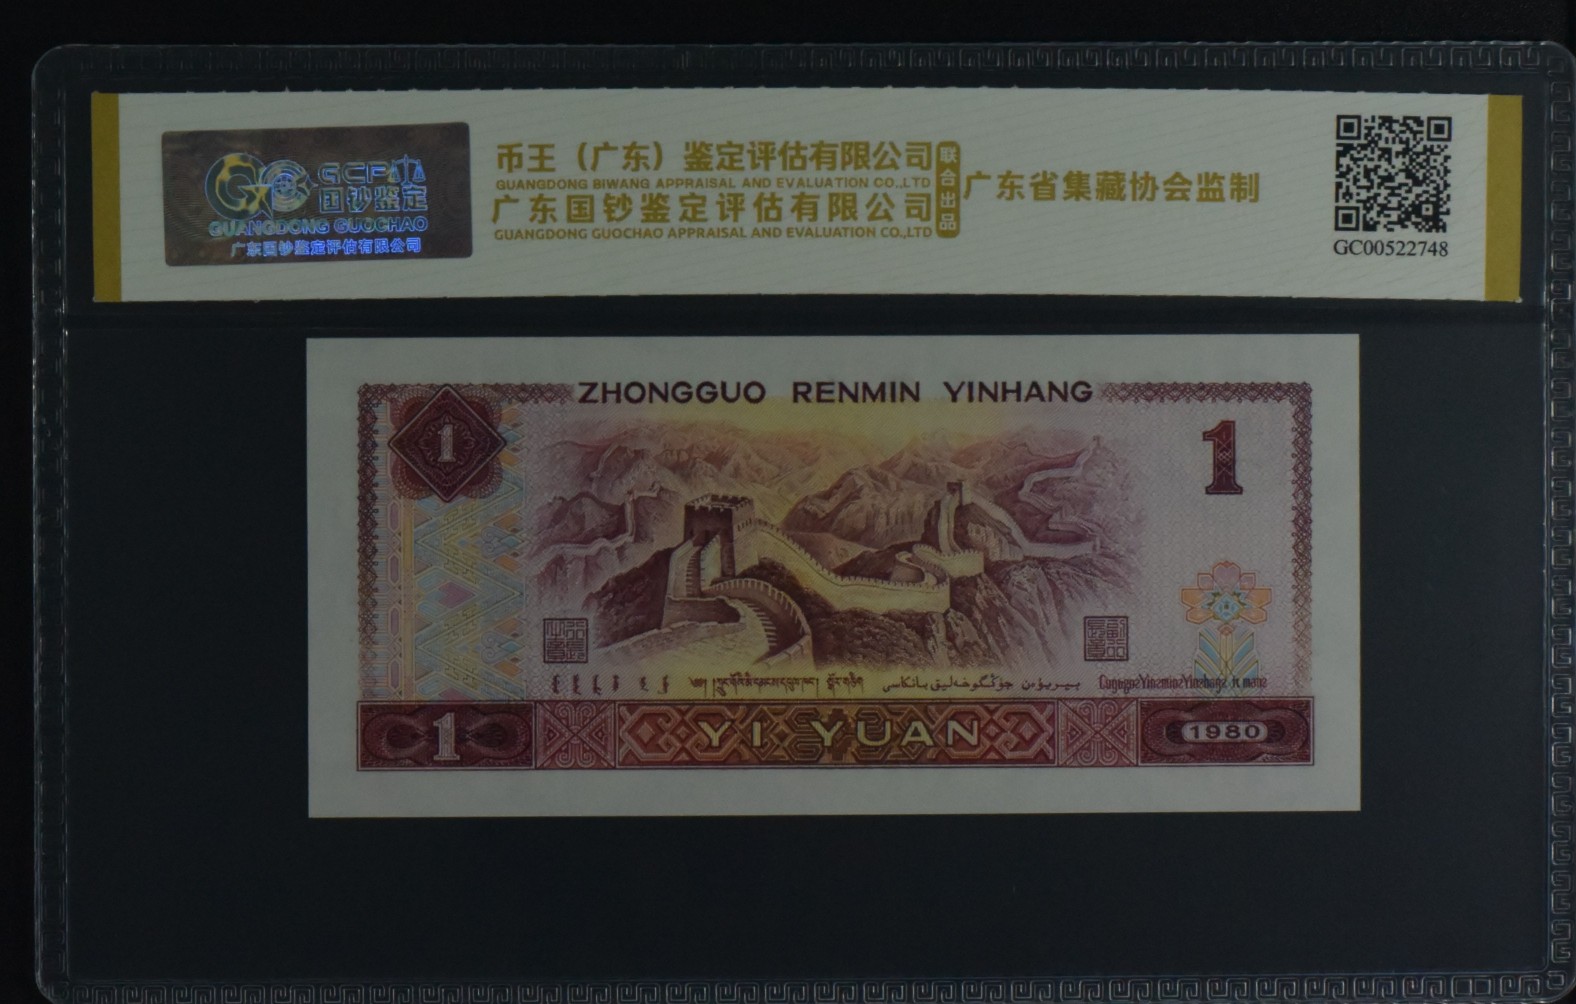 GCF
国钞鉴定
GUANGDONG GUOCHAO
广东国钞鉴定评估有限公司
币王（广东）鉴定评估有限公司
GUANGDONG BIWANG APPRAISAL AND EVALUATION CO.,LTD
广东国钞鉴定评估有限公司
GUANGDONG GUOCHAO APPRAISAL AND EVALUATION CO.,LTD
联合出品
广东省集藏协会监制
GC00522748
ZHONGGUO RENMIN YINHANG
1
1
1
YI YUAN
1980